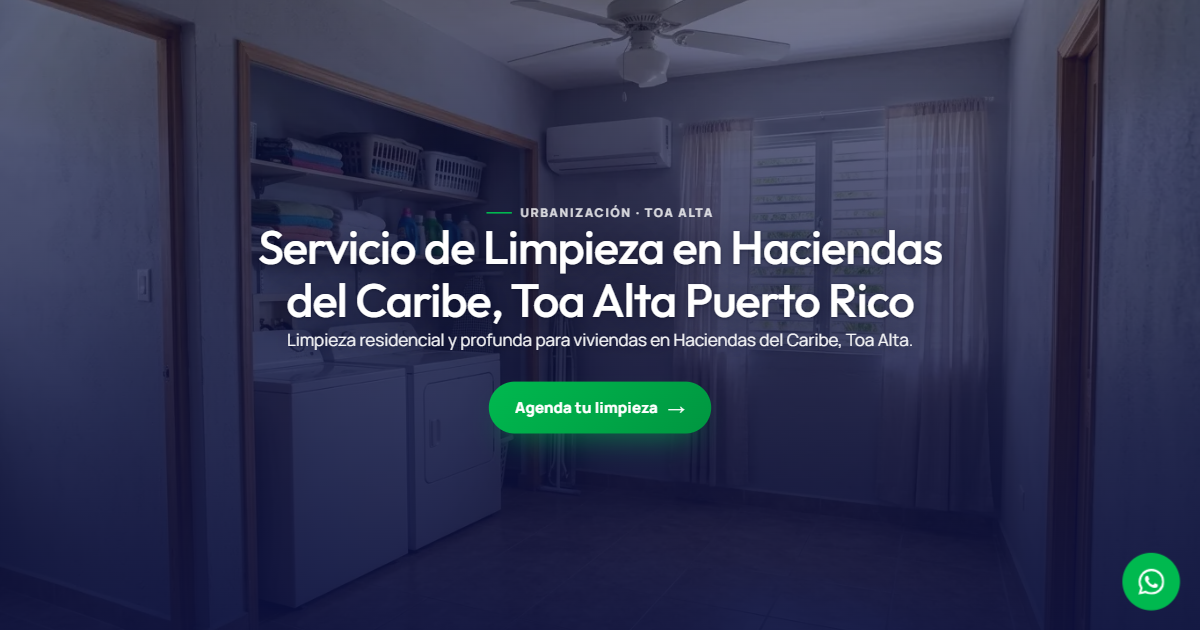 URBANIZACIÓN · TOA ALTA
Servicio de Limpieza en Haciendas
del Caribe, Toa Alta Puerto Rico
Limpieza residencial y profunda para viviendas en Haciendas del Caribe, Toa Alta.
Agenda tu limpieza →